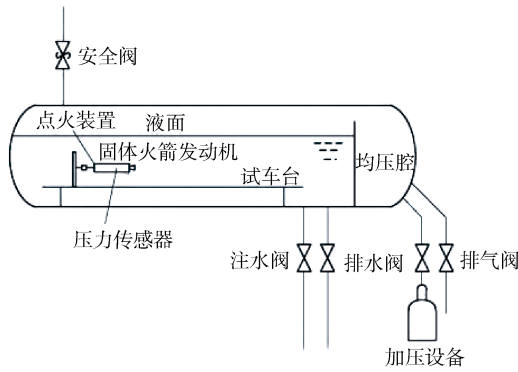 安全阀
点火装置
液面
固体火箭发动机
试车台
均压腔
压力传感器
注水阀
排水阀
排气阀
加压设备